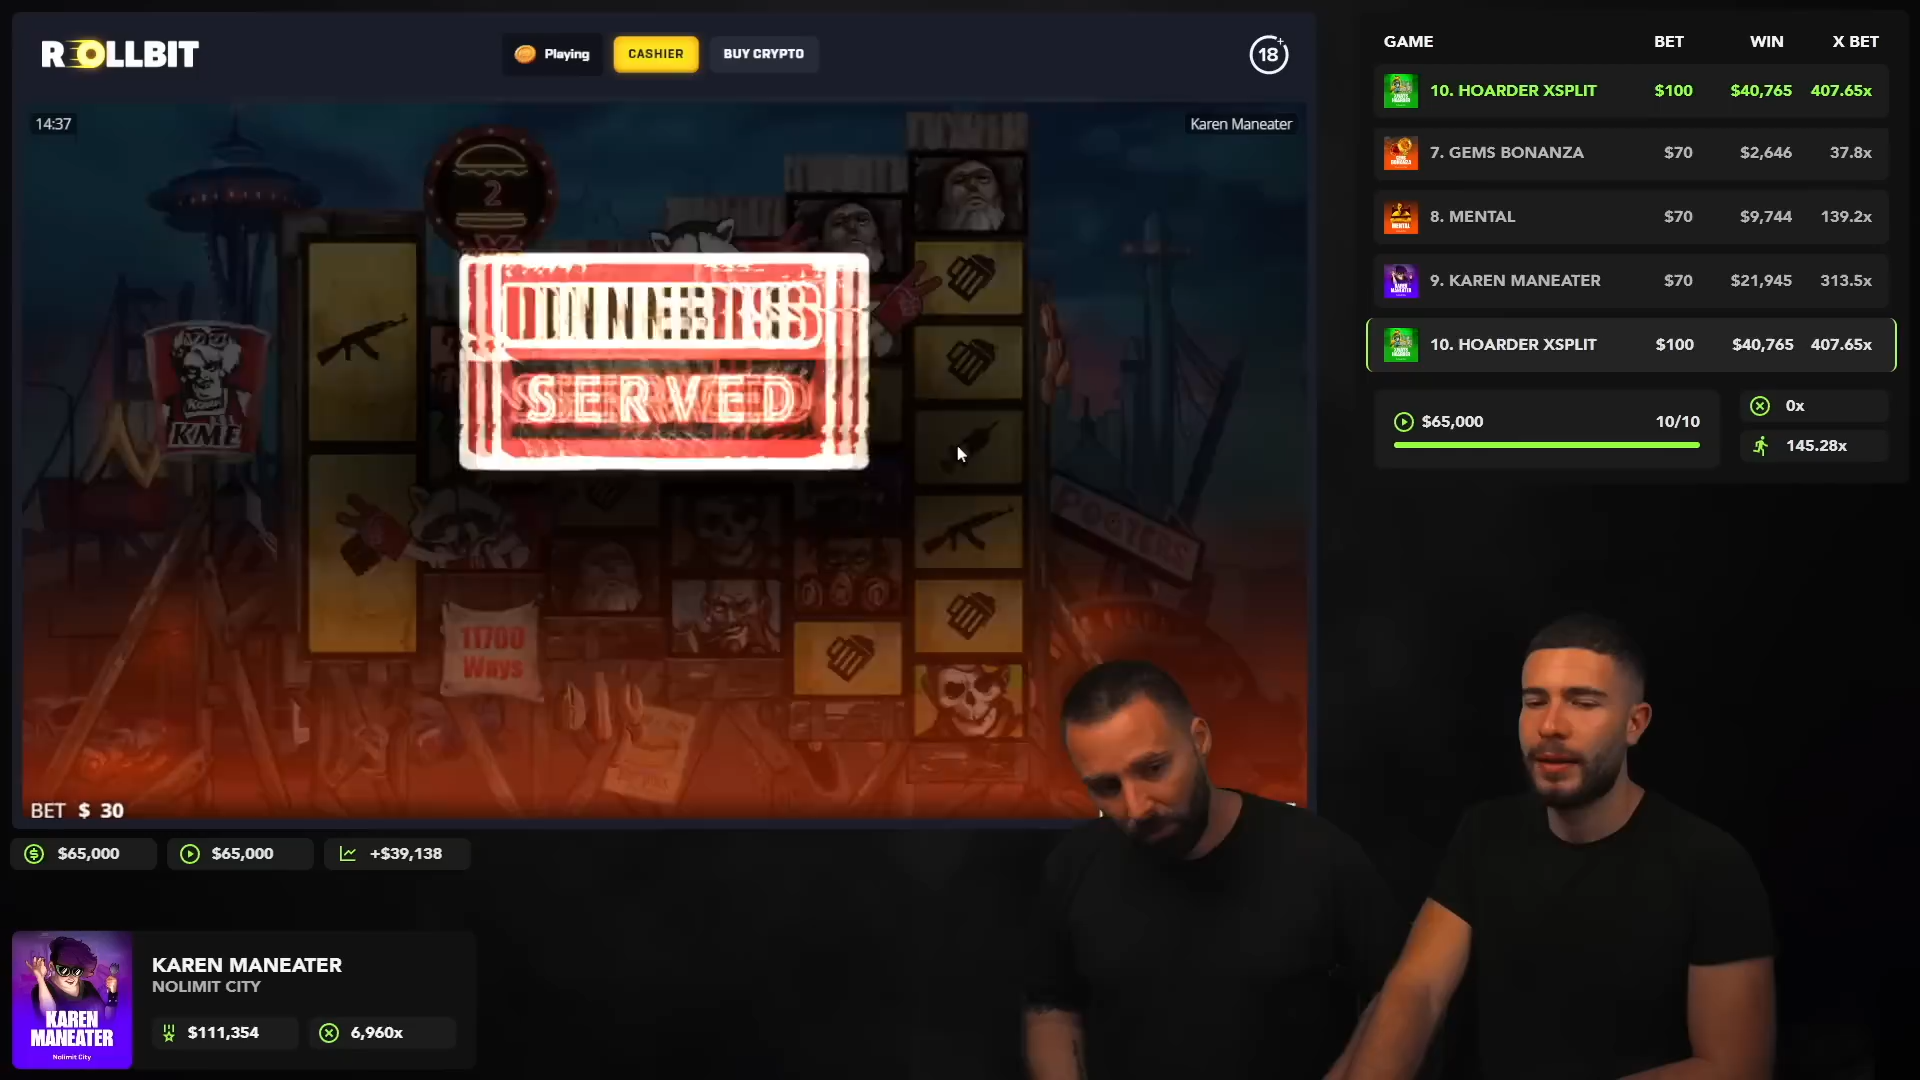 ROLLBIT
Playing
CASHIER
BUY CRYPTO
18+
14:37
Karen Maneater
2
SERVED
KME
POOTERS
11700
Ways
BET $ 30
$65,000
$65,000
+$39,138
KAREN
MANEATER
Nolimit City
KAREN MANEATER
NOLIMIT CITY
$111,354
6,960x
GAME BET WIN X BET
10. HOARDER XSPLIT $100 $40,765 407.65x
7. GEMS BONANZA $70 $2,646 37.8x
8. MENTAL $70 $9,744 139.2x
9. KAREN MANEATER $70 $21,945 313.5x
10. HOARDER XSPLIT $100 $40,765 407.65x
$65,000 10/10
0x
145.28x